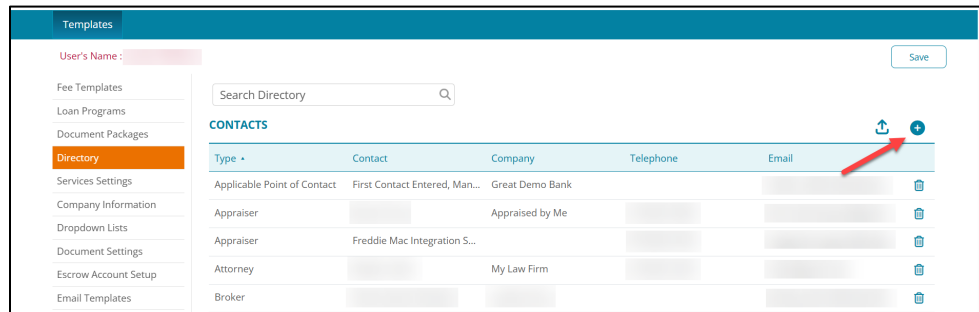 Templates
User's Name :
Save
Fee Templates
Loan Programs
Document Packages
Directory
Services Settings
Company Information
Dropdown Lists
Document Settings
Escrow Account Setup
Email Templates
Search Directory
CONTACTS
Type Contact Company Telephone Email
Applicable Point of Contact First Contact Entered, Man... Great Demo Bank
Appraiser Appraised by Me
Appraiser Freddie Mac Integration S...
Attorney My Law Firm
Broker